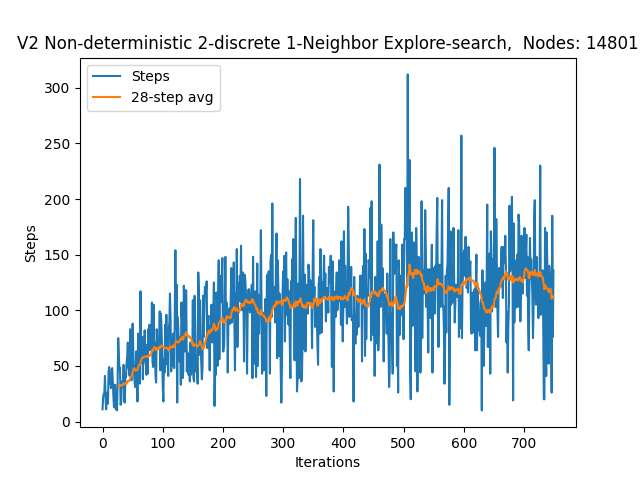 V2 Non-deterministic 2-discrete 1-Neighbor Explore-search,  Nodes: 14801
Steps
28-step avg
300
250
200
150
100
50
0
Steps
0 100 200 300 400 500 600 700
Iterations